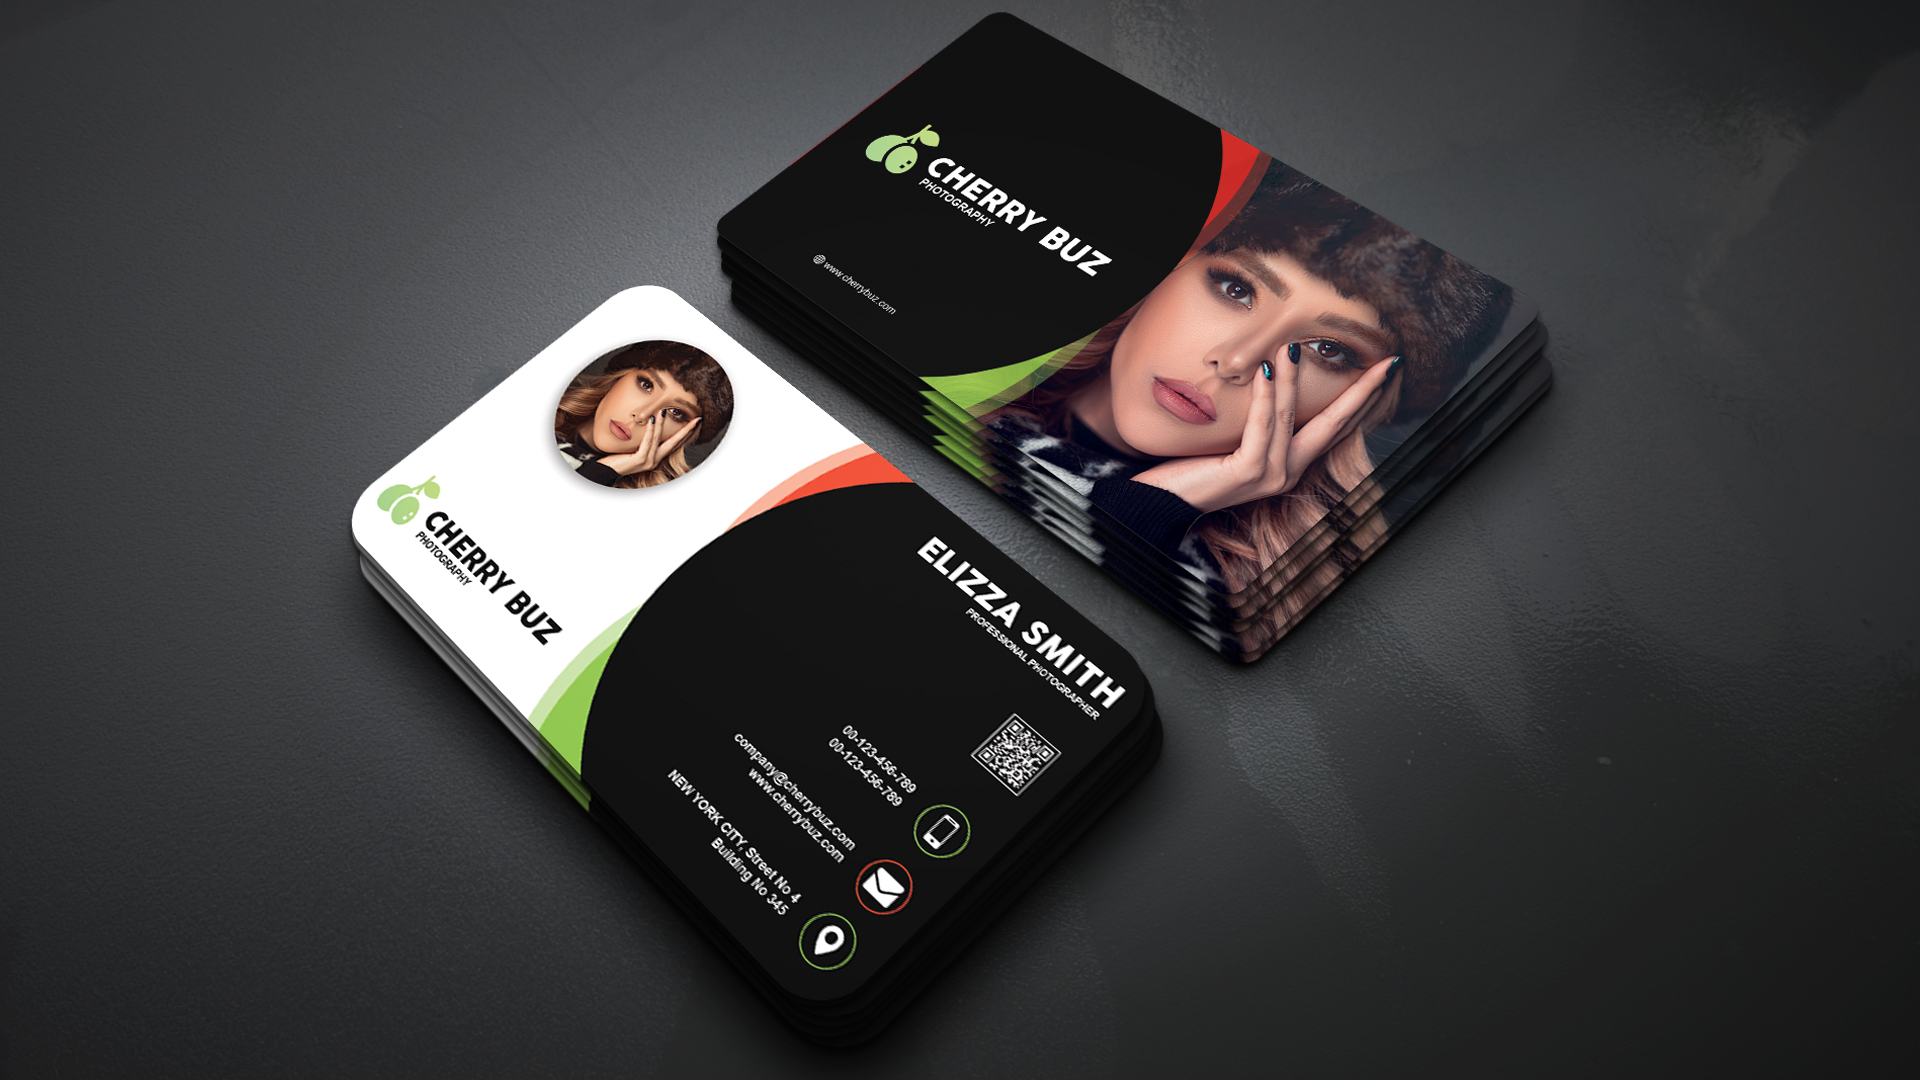 CHERRY BUZ
PHOTOGRAPHY
www.cherrybuz.com
CHERRY BUZ
PHOTOGRAPHY
ELIZZA SMITH
PROFESSIONAL PHOTOGRAPHER
00-123-456-789
00-123-456-789
company@cherrybuz.com
www.cherrybuz.com
NEW YORK CITY, Street No 4
Building No 345